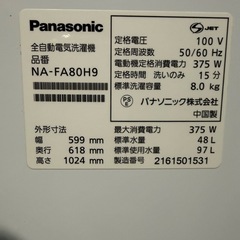 Panasonic
JET
全自動電気洗濯機
品番
NA-FA80H9
定格電圧 100 V
定格周波数 50/60 Hz
電動機定格消費電力 375 W
定格時間 洗いのみ 15 分
標準洗濯容量 8.0 kg
PS E
パナソニック株式会社
中国製
外形寸法
幅 599 mm
奥行 618 mm
高さ 1024 mm
最大消費電力 375 W
標準水量 54 L
標準使用水量 97 L
製造番号 2161501531